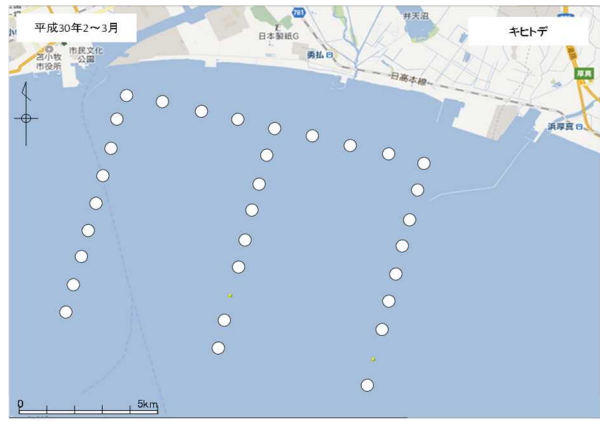 平成30年2～3月
キヒトデ
弁天沼
781
日本製紙G
勇払
市民文化
公園
苫小牧
市役所
日高本線
厚真
浜厚真
0
5km